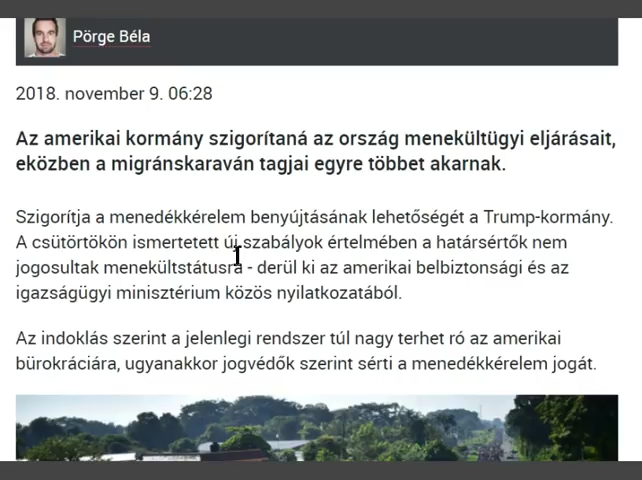 Pörge Béla
2018. november 9. 06:28
Az amerikai kormány szigorítaná az ország menekültügyi eljárásait,
eközben a migránskaraván tagjai egyre többet akarnak.
Szigorítja a menedékkérelem benyújtásának lehetőségét a Trump-kormány.
A csütörtökön ismertetett új szabályok értelmében a határsértők nem
jogosultak menekültstátusra - derül ki az amerikai belbiztonsági és az
igazságügyi minisztérium közös nyilatkozatából.
Az indoklás szerint a jelenlegi rendszer túl nagy terhet ró az amerikai
bürokráciára, ugyanakkor jogvédők szerint sérti a menedékkérelem jogát.